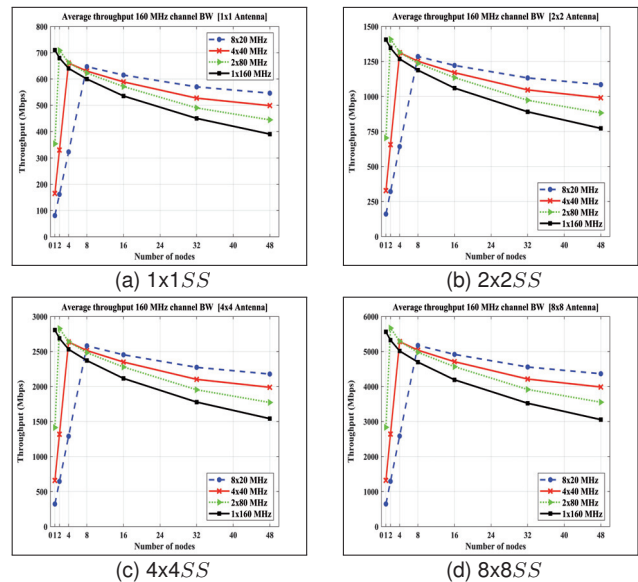 Average throughput 160 MHz channel BW [1x1 Antenna]
Throughput (Mbps)
800
700
600
500
400
300
200
100
0
8x20 MHz
4x40 MHz
2x80 MHz
1x160 MHz
0 1 2 4 8 16 24 32 40 48
Number of nodes
(a) 1x1SS
Average throughput 160 MHz channel BW [2x2 Antenna]
Throughput (Mbps)
1500
1250
1000
750
500
250
0
8x20 MHz
4x40 MHz
2x80 MHz
1x160 MHz
0 1 2 4 8 16 24 32 40 48
Number of nodes
(b) 2x2SS
Average throughput 160 MHz channel BW [4x4 Antenna]
Throughput (Mbps)
3000
2500
2000
1500
1000
500
0
8x20 MHz
4x40 MHz
2x80 MHz
1x160 MHz
0 1 2 4 8 16 24 32 40 48
Number of nodes
(c) 4x4SS
Average throughput 160 MHz channel BW [8x8 Antenna]
Throughput (Mbps)
6000
5000
4000
3000
2000
1000
0
8x20 MHz
4x40 MHz
2x80 MHz
1x160 MHz
0 1 2 4 8 16 24 32 40 48
Number of nodes
(d) 8x8SS